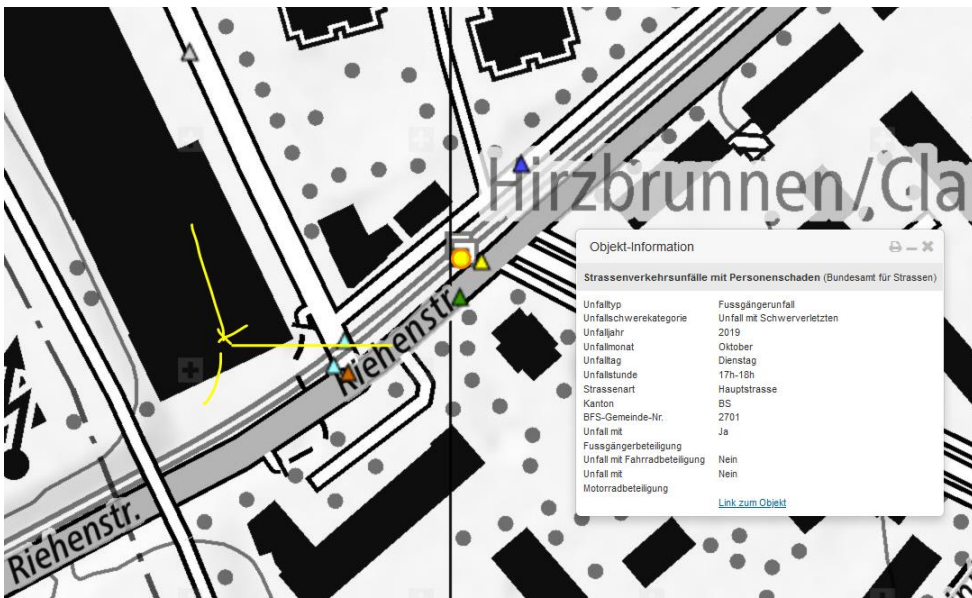 Hirzbrunnen/Cla
Objekt-Information
Strassenverkehrsunfälle mit Personenschaden (Bundesamt für Strassen)
Unfalltyp Fussgängerunfall
Unfallschwerekategorie Unfall mit Schwerverletzten
Unfalljahr 2019
Unfallmonat Oktober
Unfalltag Dienstag
Unfallstunde 17h-18h
Strassenart Hauptstrasse
Kanton BS
BFS-Gemeinde-Nr. 2701
Unfall mit Ja
Fussgängerbeteiligung
Unfall mit Fahrradbeteiligung Nein
Unfall mit Nein
Motorradbeteiligung
Link zum Objekt
Riehenstr.
Riehenstr.